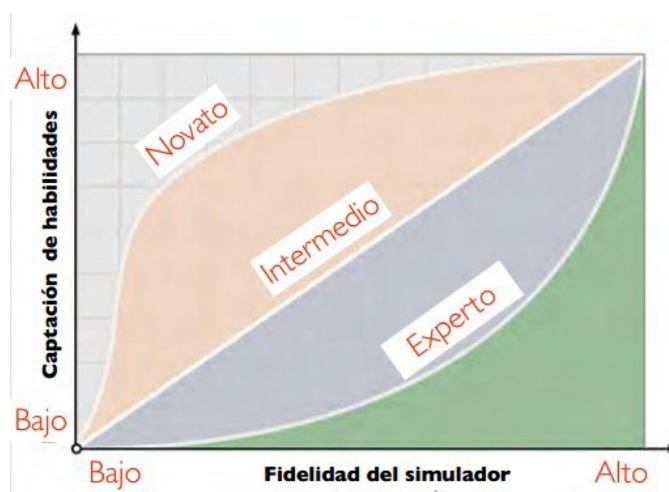 Alto
Novato
Captación de habilidades
Intermedio
Experto
Bajo
Bajo
Fidelidad del simulador
Alto